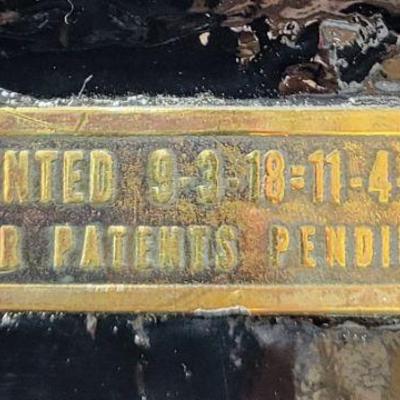 NTED 9-3-18=11-4-
R PATENTS PENDI